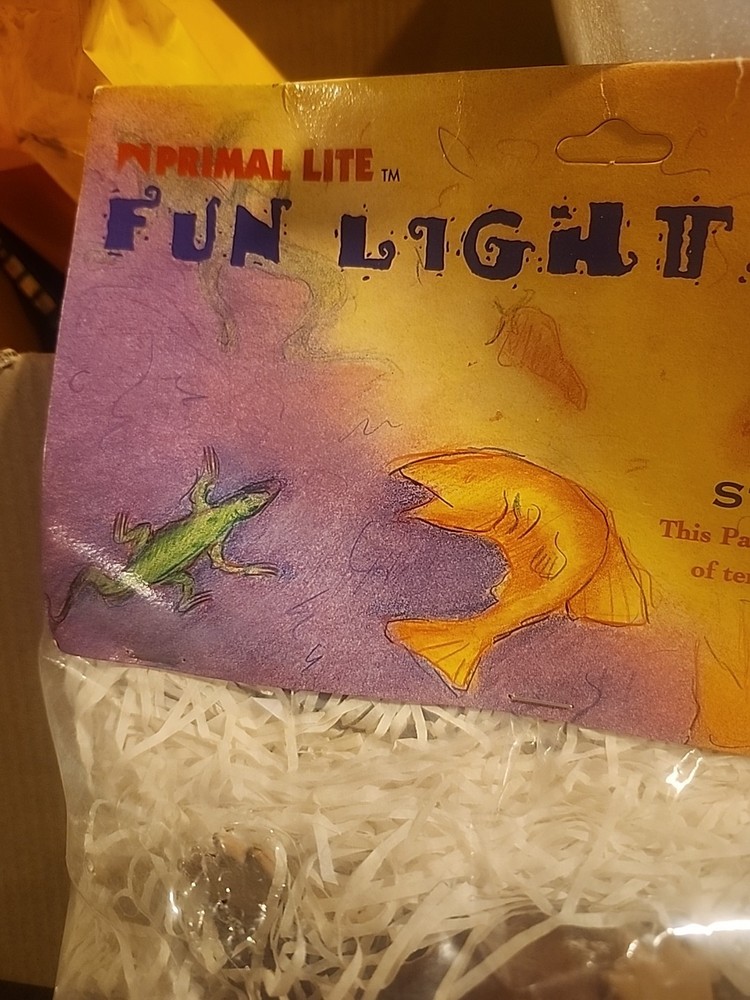 PRIMAL LITE™
FUN LIGHT
S
This Pa
of te